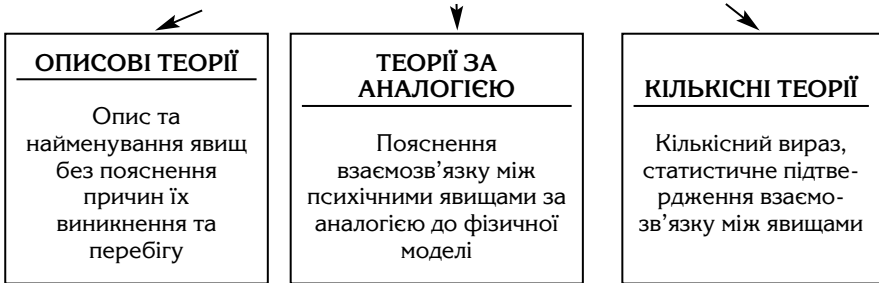 ОПИСОВІ ТЕОРІЇ
Опис та
найменування явищ
без пояснення
причин їх
виникнення та
перебігу
ТЕОРІЇ ЗА
АНАЛОГІЄЮ
Пояснення
взаємозв’язку між
психічними явищами за
аналогією до фізичної
моделі
КІЛЬКІСНІ ТЕОРІЇ
Кількісний вираз,
статистичне підтве-
рдження взаємо-
зв’язку між явищами